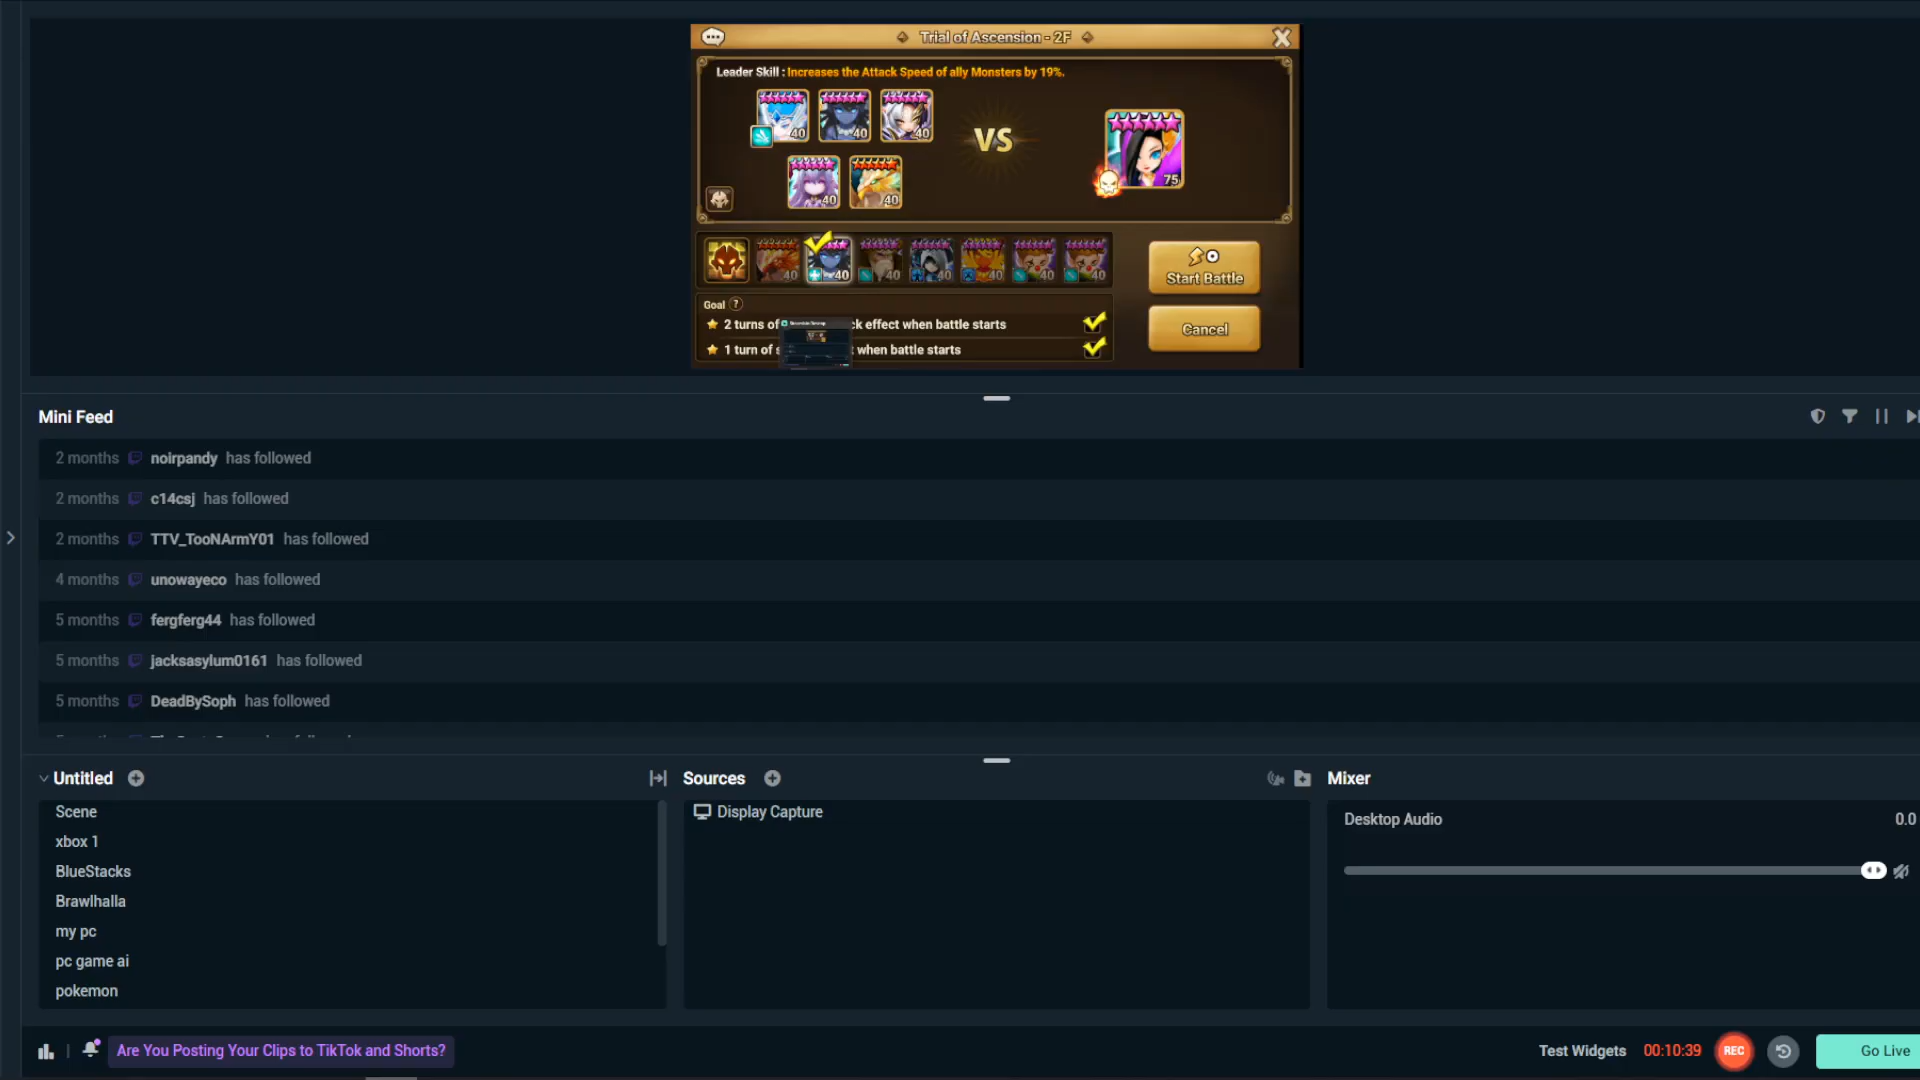 Trial of Ascension - 2F
Leader Skill : Increases the Attack Speed of ally Monsters by 19%.
40 40 40
VS
75
40 40
40 40 40 40 40 40 40
Start Battle
Goal ?
2 turns of ck effect when battle starts
Cancel
1 turn of s when battle starts
Mini Feed
2 months noirpandy has followed
2 months c14csj has followed
2 months TTV_TooNArmY01 has followed
4 months unowayeco has followed
5 months fergferg44 has followed
5 months jacksasylum0161 has followed
5 months DeadBySoph has followed
Untitled
Sources
Mixer
Scene
xbox 1
BlueStacks
Brawlhalla
my pc
pc game ai
pokemon
Display Capture
Desktop Audio 0.0
Are You Posting Your Clips to TikTok and Shorts?
Test Widgets 00:10:39 REC Go Live